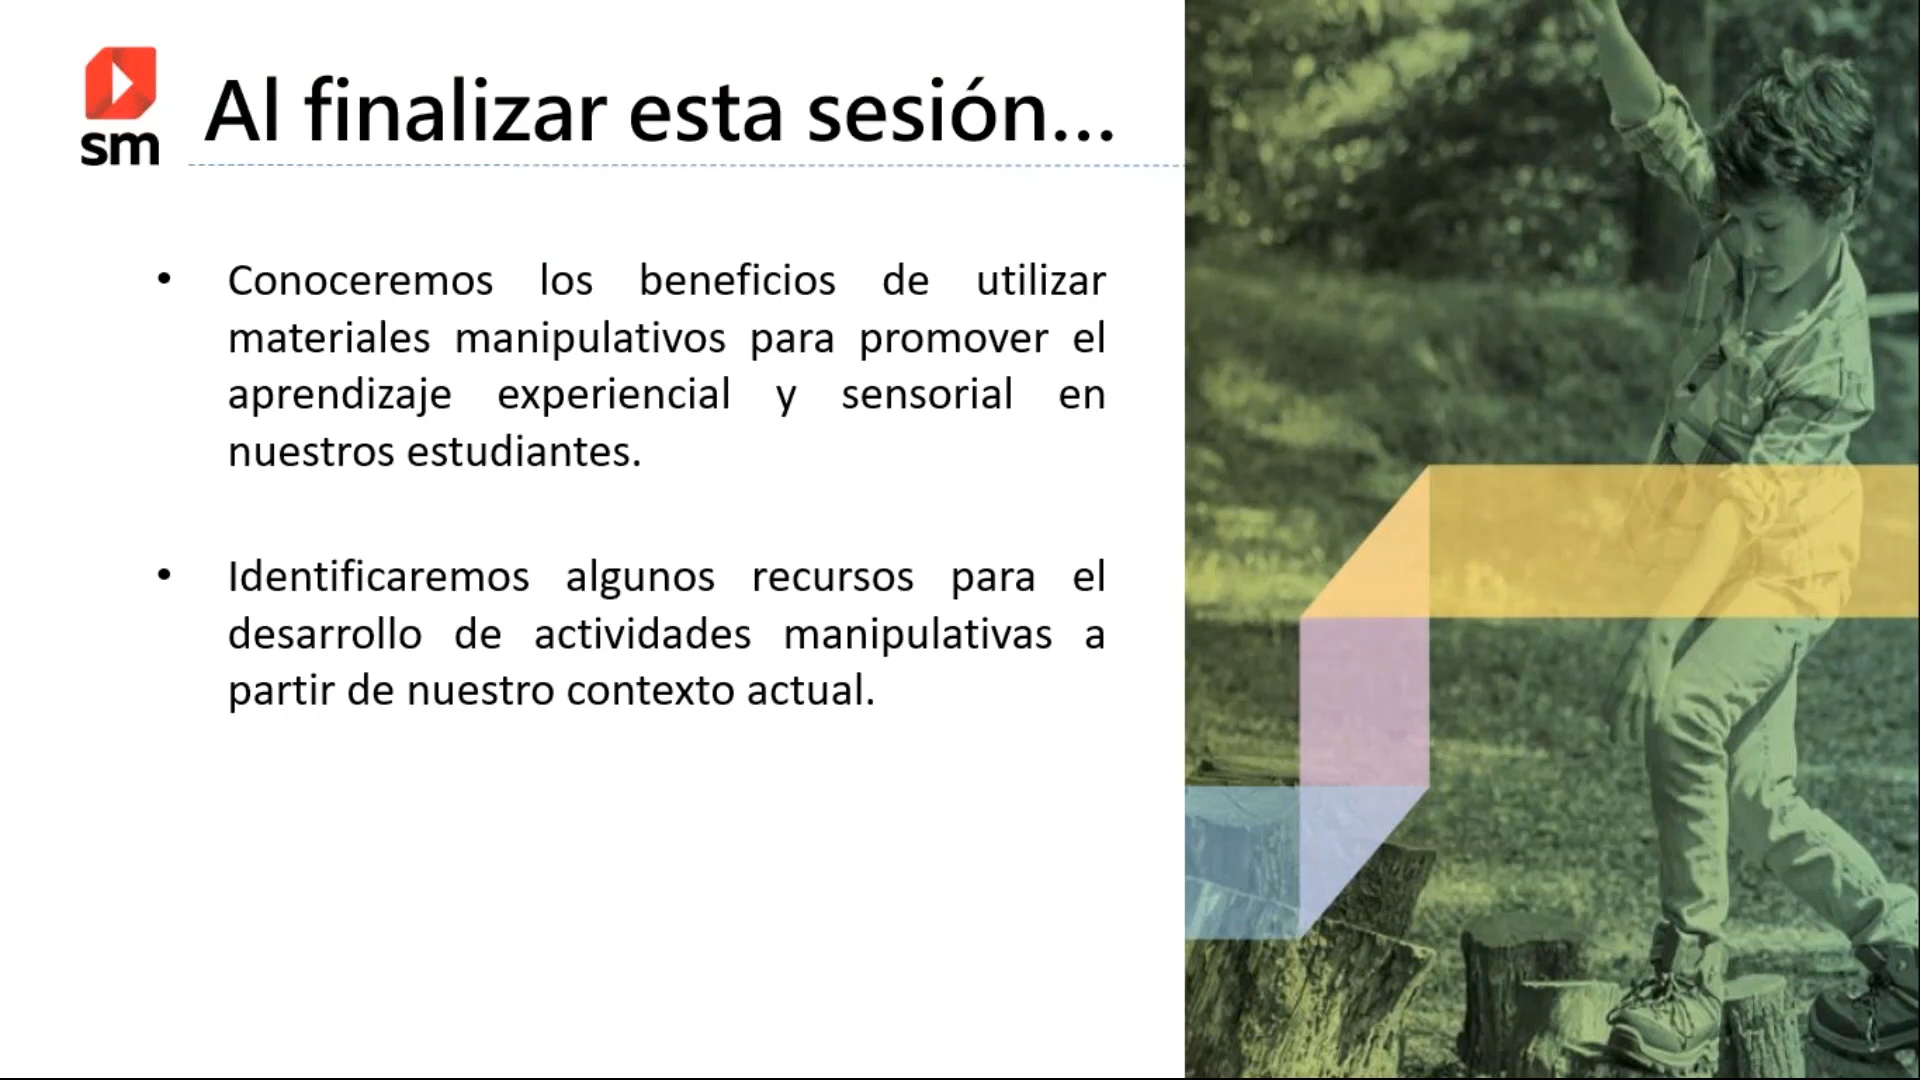 sm
Al finalizar esta sesión...
• Conoceremos los beneficios de utilizar
materiales manipulativos para promover el
aprendizaje experiencial y sensorial en
nuestros estudiantes.
• Identificaremos algunos recursos para el
desarrollo de actividades manipulativas a
partir de nuestro contexto actual.